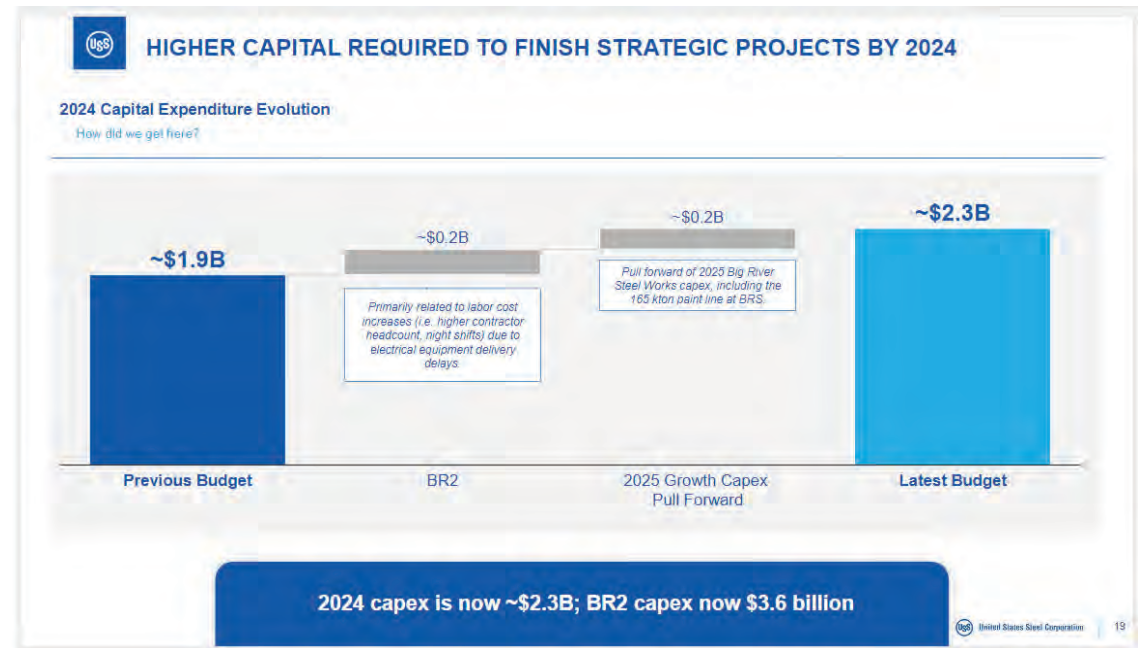 USS
HIGHER CAPITAL REQUIRED TO FINISH STRATEGIC PROJECTS BY 2024
2024 Capital Expenditure Evolution
How did we get here?
~$1.9B
~$0.2B
~$0.2B
~$2.3B
Primarily related to labor cost
increases (i.e. higher contractor
headcount, night shifts) due to
electrical equipment delivery
delays.
Pull forward of 2025 Big River
Steel Works capex, including the
165 kton paint line at BRS.
Previous Budget
BR2
2025 Growth Capex
Pull Forward
Latest Budget
2024 capex is now ~$2.3B; BR2 capex now $3.6 billion
USS United States Steel Corporation
19